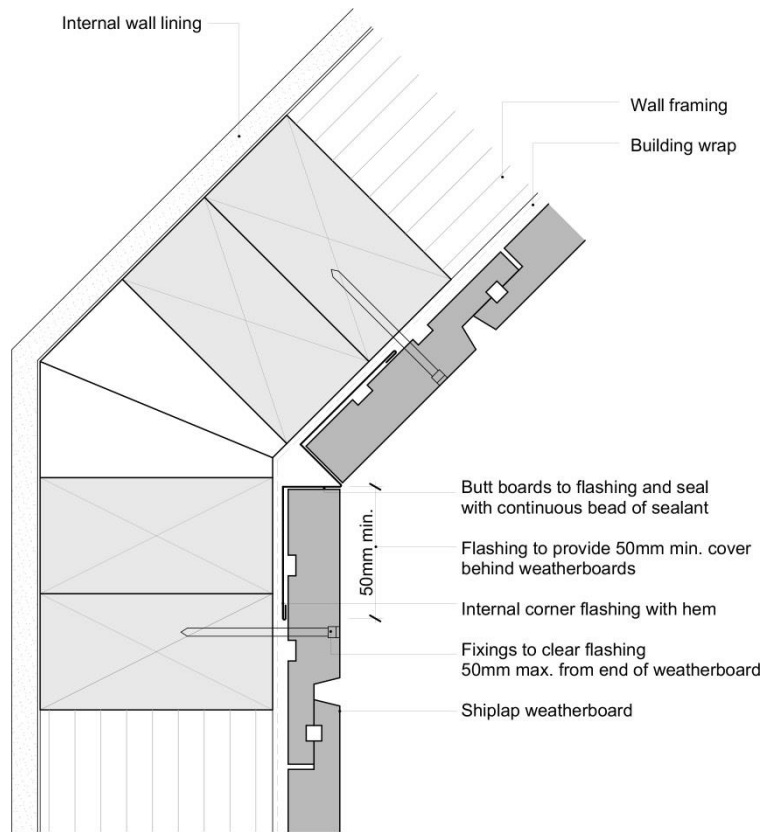 Internal wall lining
Wall framing
Building wrap
Butt boards to flashing and seal
with continuous bead of sealant
50mm min.
Flashing to provide 50mm min. cover
behind weatherboards
Internal corner flashing with hem
Fixings to clear flashing
50mm max. from end of weatherboard
Shiplap weatherboard